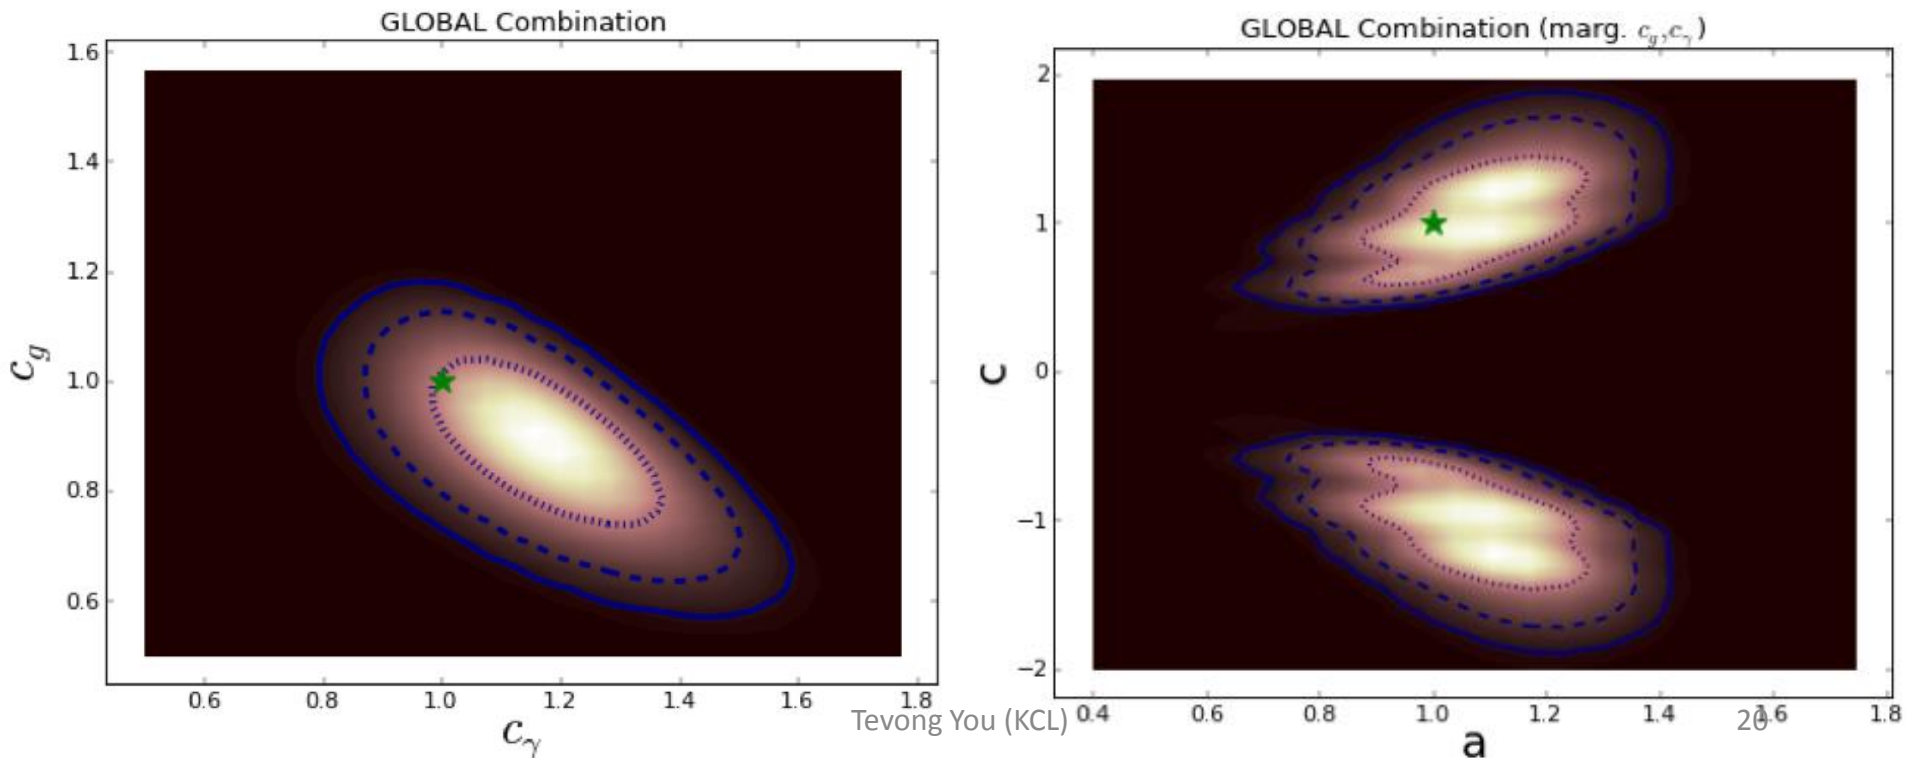 GLOBAL Combination
1.6
1.4
1.2
1.0
0.8
0.6
c_g
0.6 0.8 1.0 1.2 1.4 1.6 1.8
c_γ
GLOBAL Combination (marg. c_g,c_γ)
2
1
0
−1
−2
c
0.4 0.6 0.8 1.0 1.2 1.4 1.6 1.8
a
Tevong You (KCL)
20